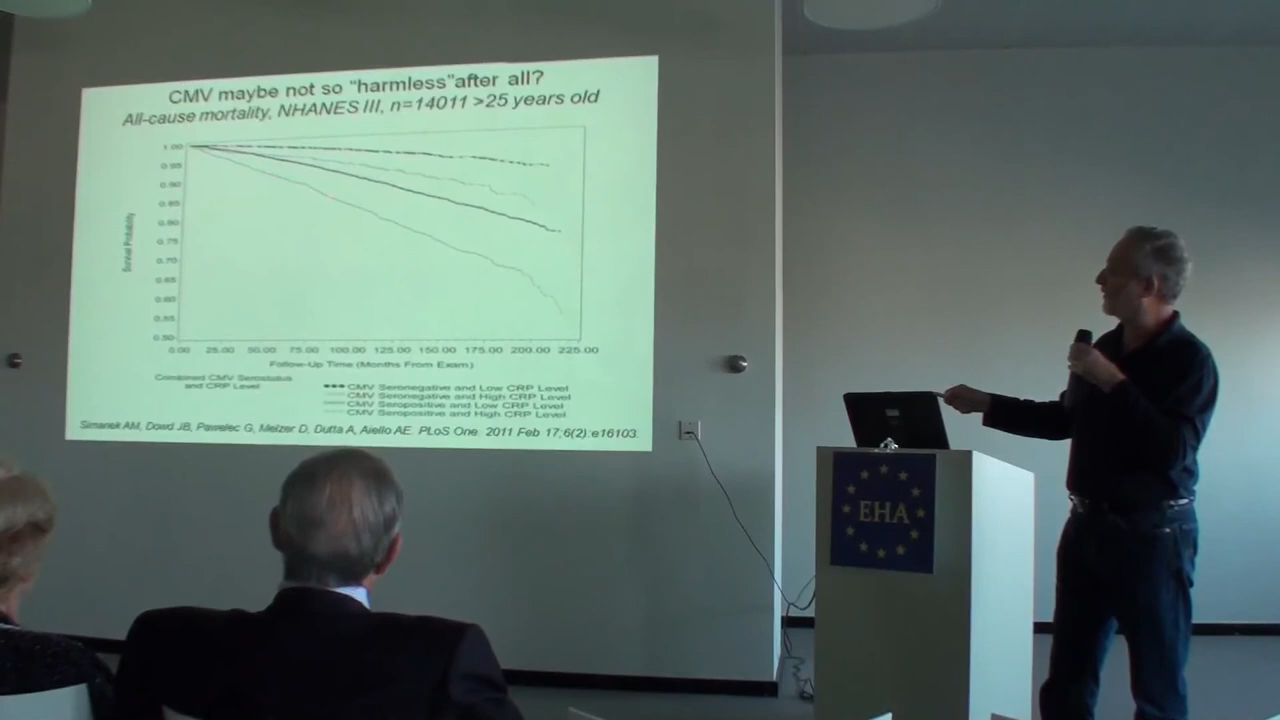 CMV maybe not so "harmless"after all?
All-cause mortality, NHANES III, n=14011 >25 years old
1.00
0.95
0.90
0.85
0.80
0.75
0.70
0.65
0.60
0.55
0.50
Survival Probability
0.00 25.00 50.00 75.00 100.00 125.00 150.00 175.00 200.00 225.00
Follow-Up Time (Months From Exam)
Combined CMV Serostatus
and CRP Level
CMV Seronegative and Low CRP Level
CMV Seronegative and High CRP Level
CMV Seropositive and Low CRP Level
CMV Seropositive and High CRP Level
Simanek AM, Dowd JB, Pawelec G, Melzer D, Dutta A, Aiello AE. PLoS One. 2011 Feb 17;6(2):e16103.
EHA